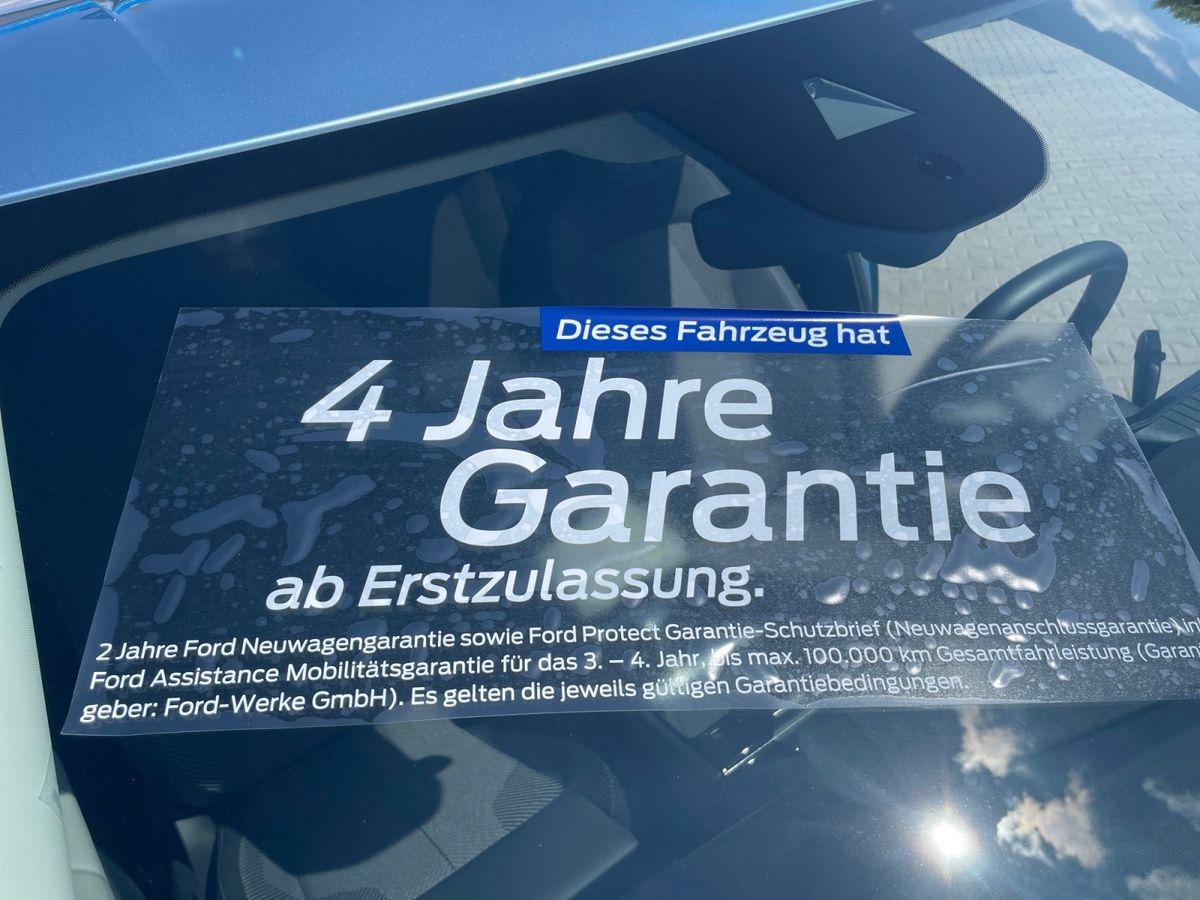 Dieses Fahrzeug hat
4 Jahre
Garantie
ab Erstzulassung.
2 Jahre Ford Neuwagengarantie sowie Ford Protect Garantie-Schutzbrief (Neuwagenanschlussgarantie)
Ford Assistance Mobilitätsgarantie für das 3. – 4. Jahr, bis max. 100.000 km Gesamtfahrleistung (Garan
geber: Ford-Werke GmbH). Es gelten die jeweils gültigen Garantiebedingungen.